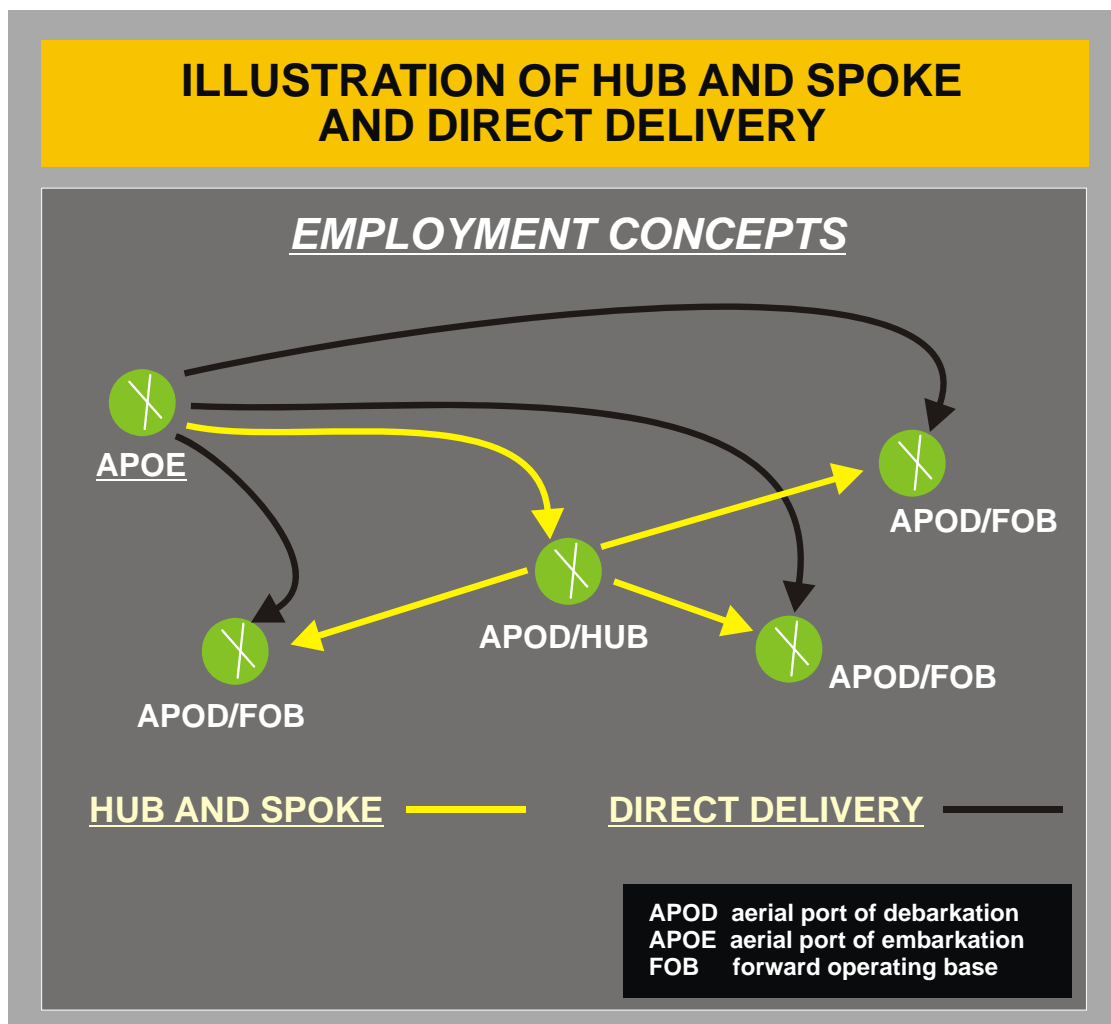 ILLUSTRATION OF HUB AND SPOKE
AND DIRECT DELIVERY
EMPLOYMENT CONCEPTS
APOE
APOD/FOB
APOD/HUB
APOD/FOB
APOD/FOB
HUB AND SPOKE
DIRECT DELIVERY
APOD aerial port of debarkation
APOE aerial port of embarkation
FOB forward operating base